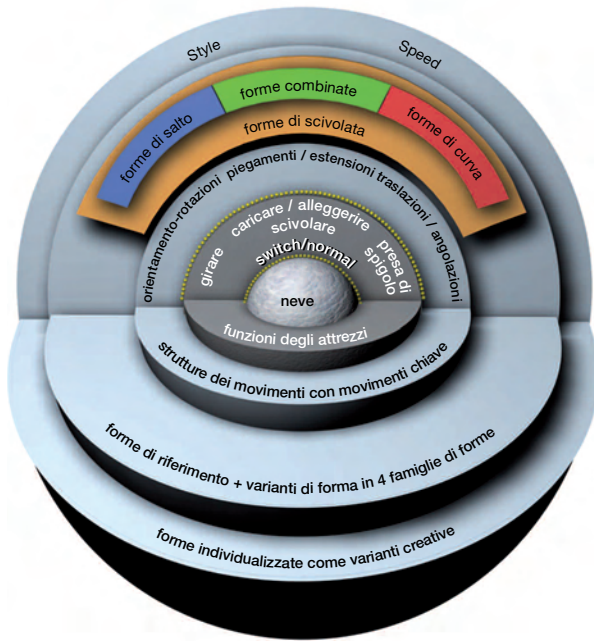 Style
Speed
forme combinate
forme di salto
forme di curva
forme di scivolata
orientamento-rotazioni piegamenti / estensioni traslazioni / angolazioni
caricare / alleggerire
girare
scivolare
presa di
spigolo
switch/normal
neve
funzioni degli attrezzi
strutture dei movimenti con movimenti chiave
forme di riferimento + varianti di forma in 4 famiglie di forme
forme individualizzate come varianti creative